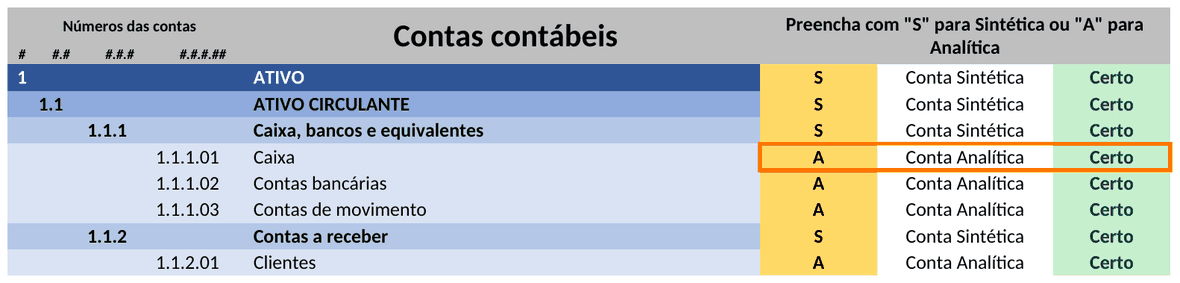 Números das contas
# #.# #.#.# #.#.#.##
Contas contábeis
Preencha com "S" para Sintética ou "A" para
Analítica
1 ATIVO S Conta Sintética Certo
1.1 ATIVO CIRCULANTE S Conta Sintética Certo
1.1.1 Caixa, bancos e equivalentes S Conta Sintética Certo
1.1.1.01 Caixa A Conta Analítica Certo
1.1.1.02 Contas bancárias A Conta Analítica Certo
1.1.1.03 Contas de movimento A Conta Analítica Certo
1.1.2 Contas a receber S Conta Sintética Certo
1.1.2.01 Clientes A Conta Analítica Certo